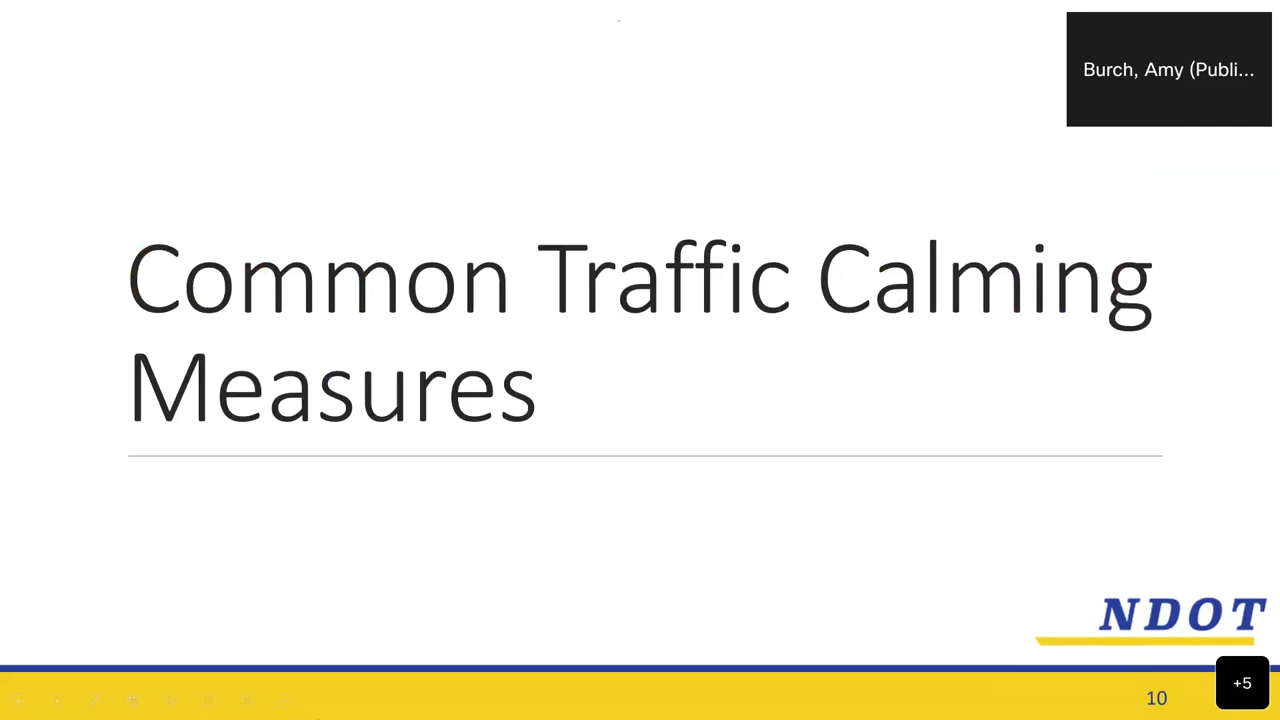 Burch, Amy (Publi...
Common Traffic Calming
Measures
NDOT
10
+5